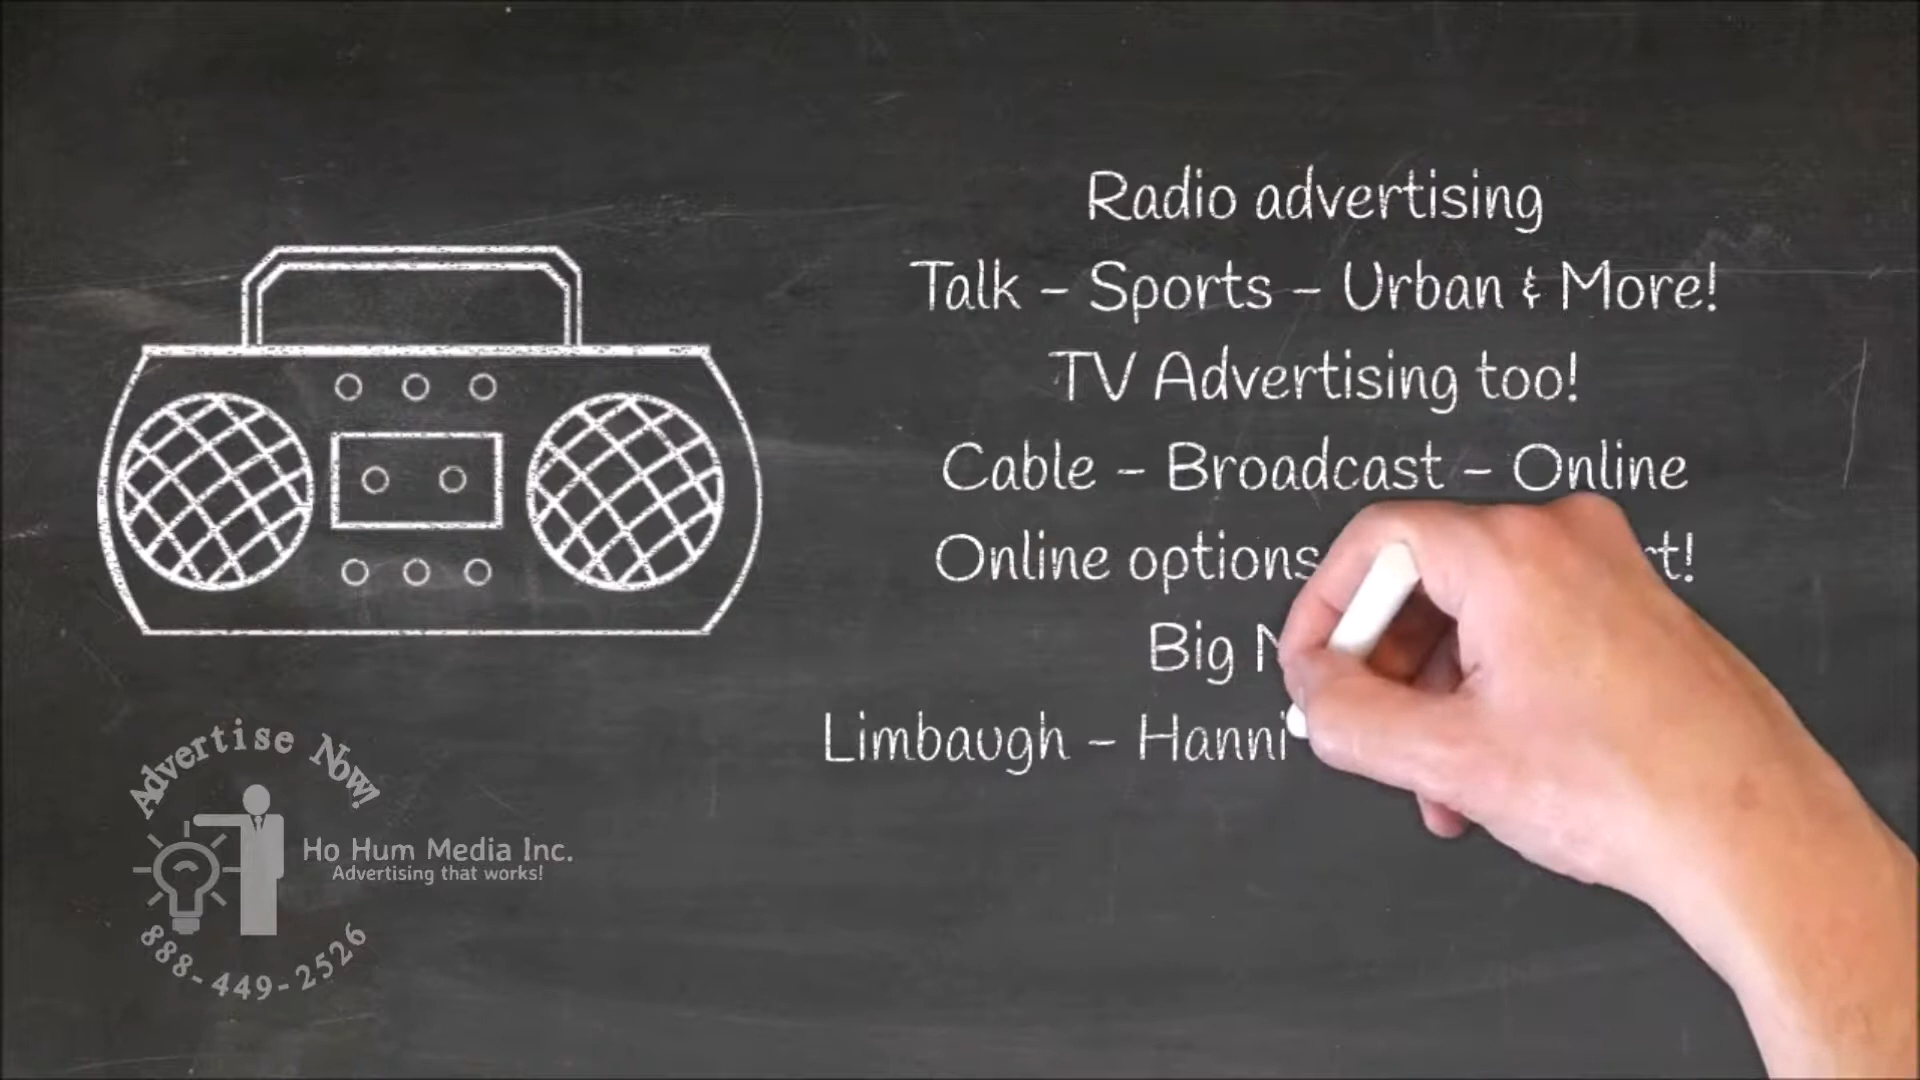 Radio advertising
Talk - Sports - Urban & More!
TV Advertising too!
Cable - Broadcast - Online
Online options
Big
Limbaugh - Hanni
Advertise Now!
Ho Hum Media Inc.
Advertising that works!
888-449-2526